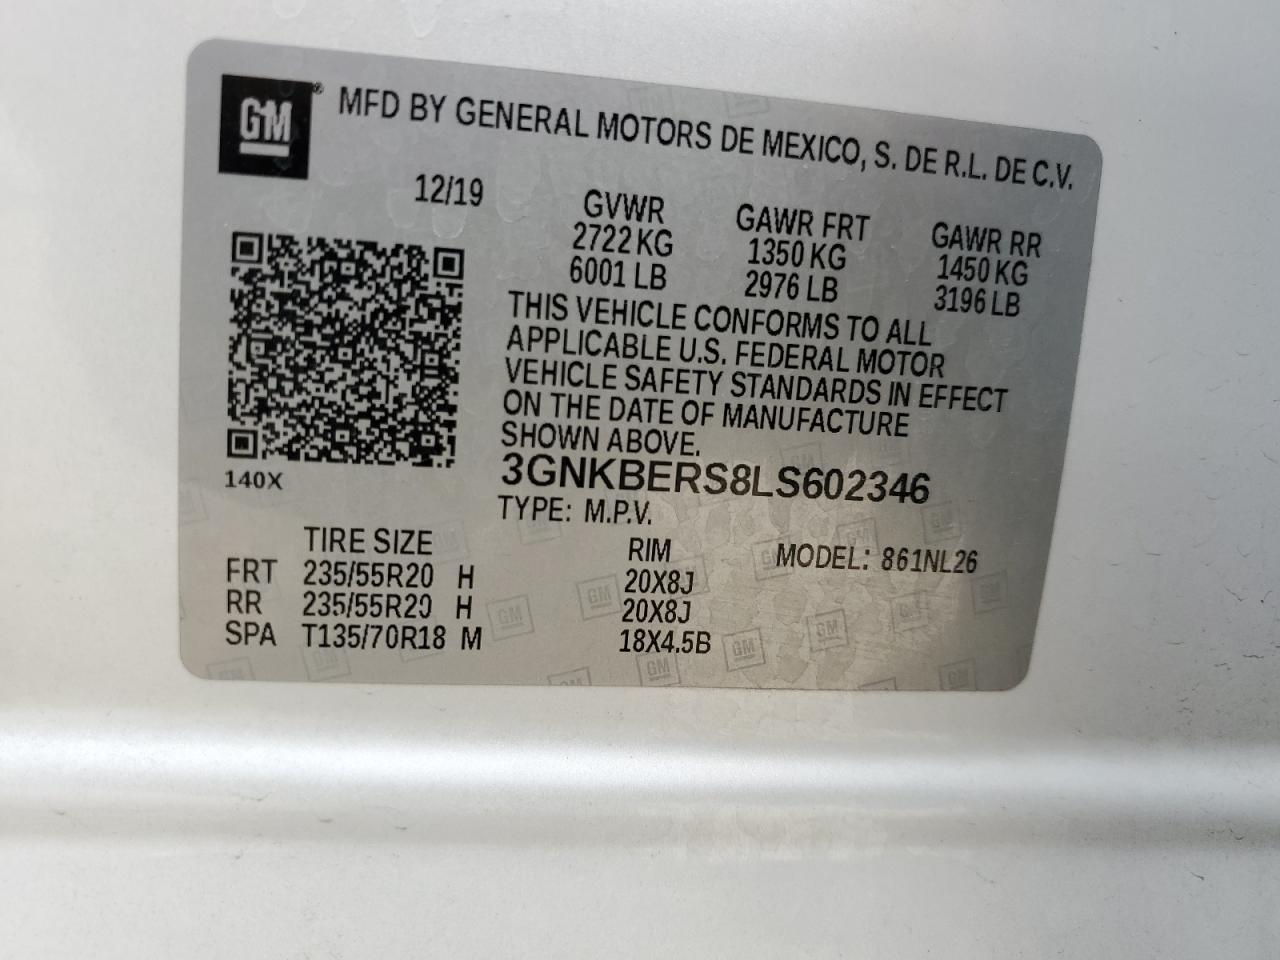 GM® MFD BY GENERAL MOTORS DE MEXICO, S. DE R.L. DE C.V.
12/19
GVWR GAWR FRT GAWR RR
2722 KG 1350 KG 1450 KG
6001 LB 2976 LB 3196 LB
THIS VEHICLE CONFORMS TO ALL
APPLICABLE U.S. FEDERAL MOTOR
VEHICLE SAFETY STANDARDS IN EFFECT
ON THE DATE OF MANUFACTURE
SHOWN ABOVE.
140X
3GNKBERS8LS602346
TYPE: M.P.V.
TIRE SIZE RIM MODEL: 861NL26
FRT 235/55R20 H 20X8J
RR 235/55R20 H 20X8J
SPA T135/70R18 M 18X4.5B